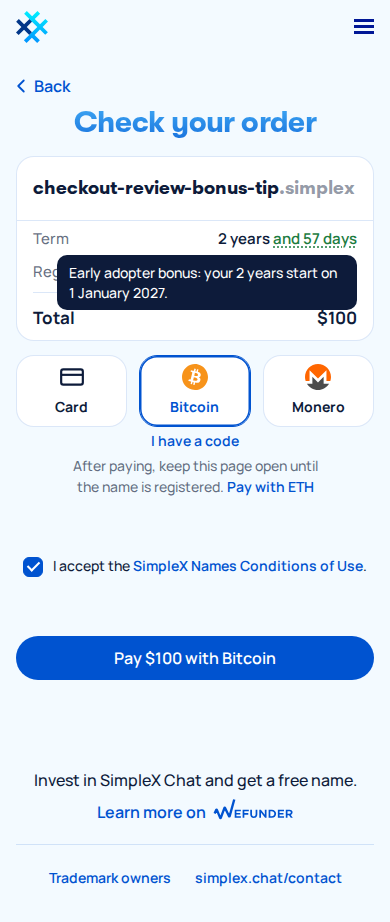 Back
Check your order
checkout-review-bonus-tip.simplex
Term 2 years and 57 days
Early adopter bonus: your 2 years start on
1 January 2027.
Total $100
Card Bitcoin Monero
I have a code
After paying, keep this page open until
the name is registered. Pay with ETH
I accept the SimpleX Names Conditions of Use.
Pay $100 with Bitcoin
Invest in SimpleX Chat and get a free name.
Learn more on WEFUNDER
Trademark owners simplex.chat/contact